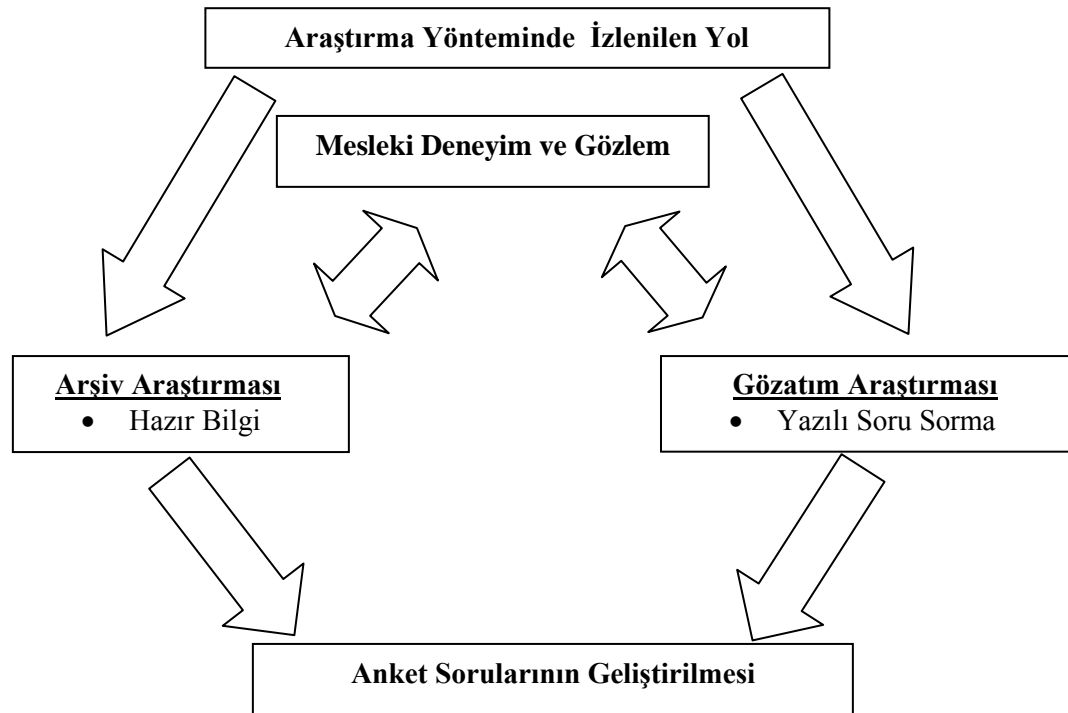 Araştırma Yönteminde İzlenilen Yol
Mesleki Deneyim ve Gözlem
Arşiv Araştırması
• Hazır Bilgi
Gözatım Araştırması
• Yazılı Soru Sorma
Anket Sorularının Geliştirilmesi